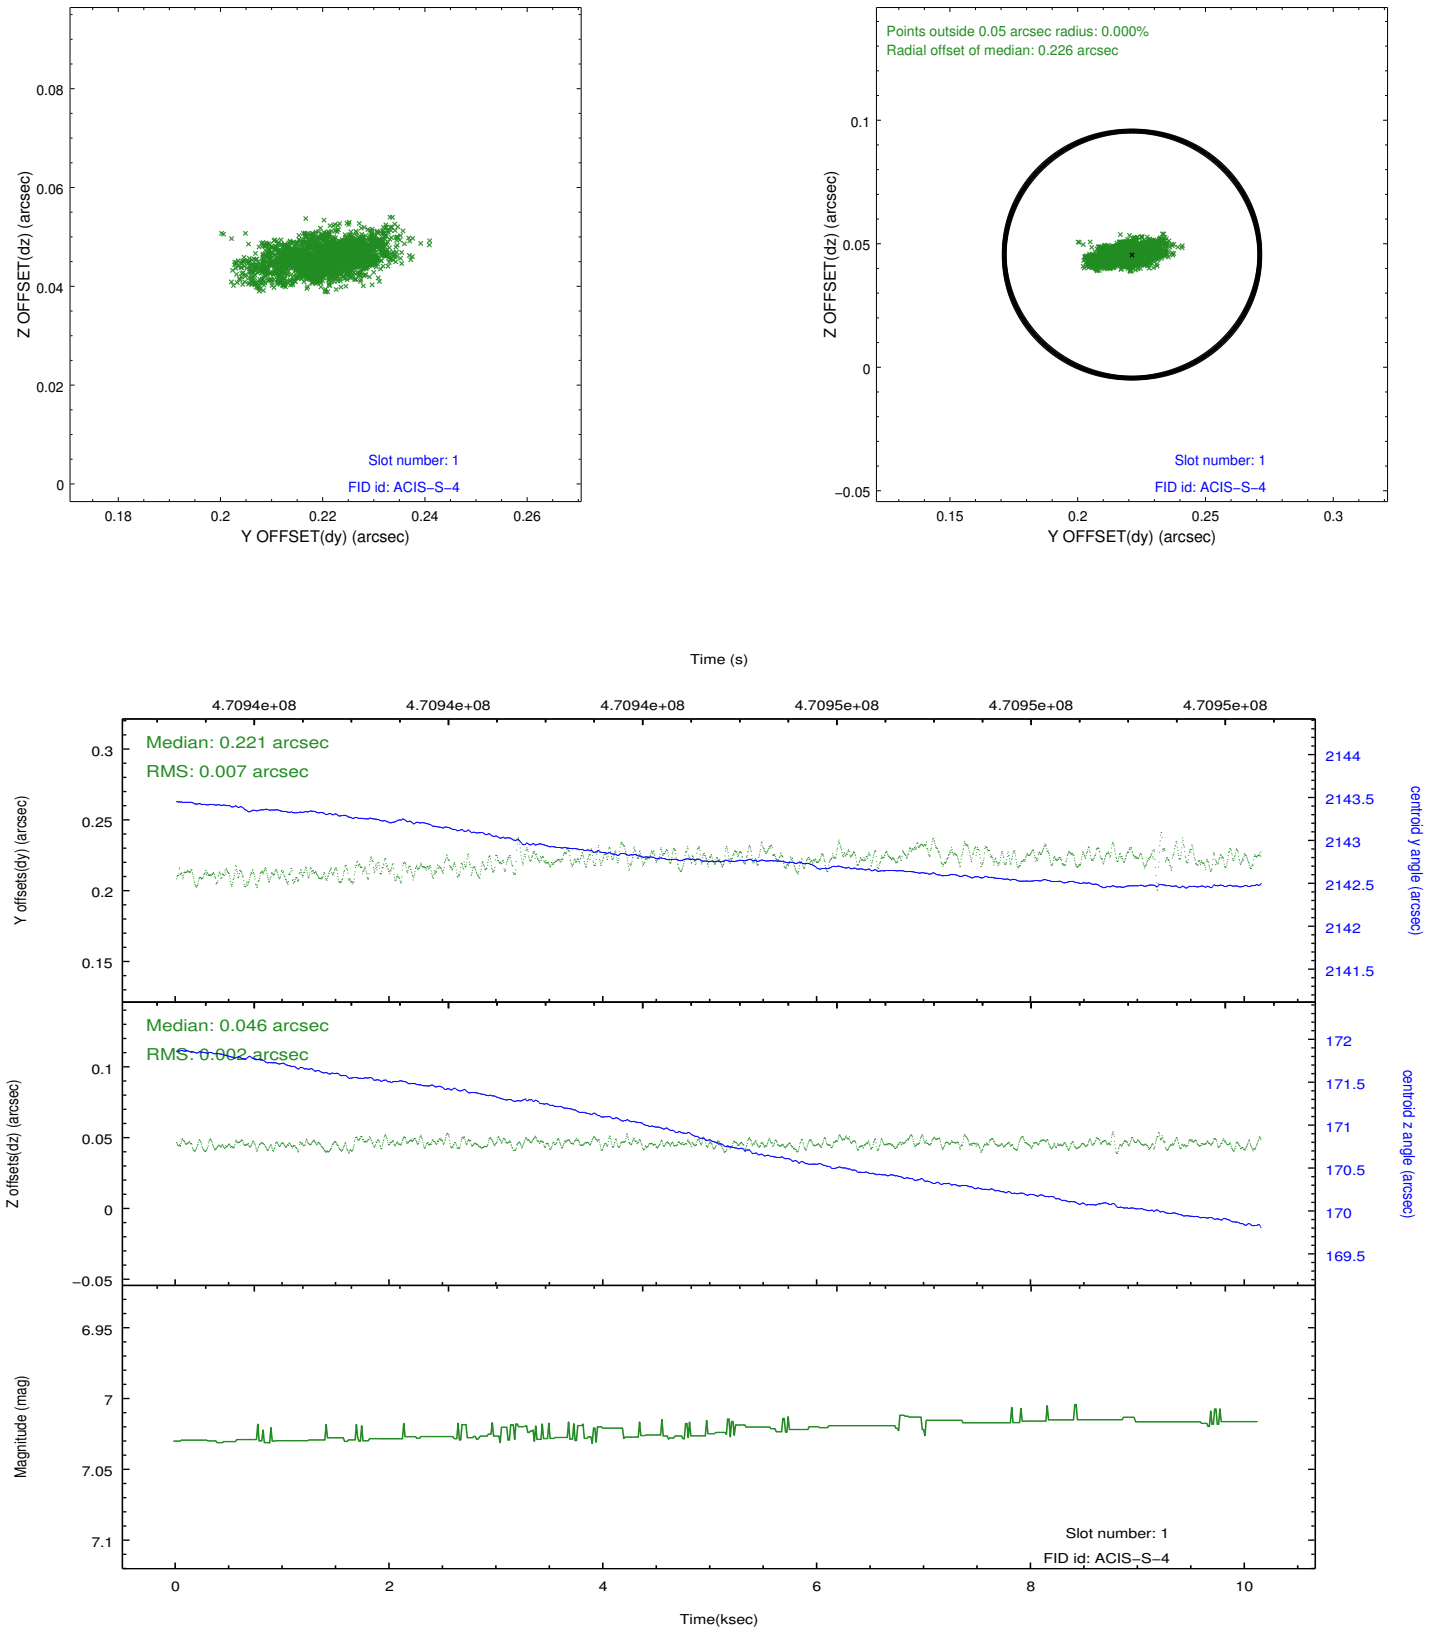 Points outside 0.05 arcsec radius: 0.000%
Radial offset of median: 0.226 arcsec
0.08
0.06
0.04
0.02
0
Z OFFSET(dz) (arcsec)
Slot number: 1
FID id: ACIS−S−4
0.18 0.2 0.22 0.24 0.26
Y OFFSET(dy) (arcsec)
0.1
0.05
0
−0.05
Z OFFSET(dz) (arcsec)
Slot number: 1
FID id: ACIS−S−4
0.15 0.2 0.25 0.3
Y OFFSET(dy) (arcsec)
Time (s)
4.7094e+08 4.7094e+08 4.7094e+08 4.7095e+08 4.7095e+08 4.7095e+08
Median: 0.221 arcsec
RMS: 0.007 arcsec
0.3
0.25
0.2
0.15
Y offsets(dy) (arcsec)
2144
2143.5
2143
2142.5
2142
2141.5
centroid y angle (arcsec)
Median: 0.046 arcsec
RMS: 0.002 arcsec
0.1
0.05
0
−0.05
Z offsets(dz) (arcsec)
172
171.5
171
170.5
170
169.5
centroid z angle (arcsec)
6.95
7
7.05
7.1
Magnitude (mag)
Slot number: 1
FID id: ACIS−S−4
0 2 4 6 8 10
Time(ksec)